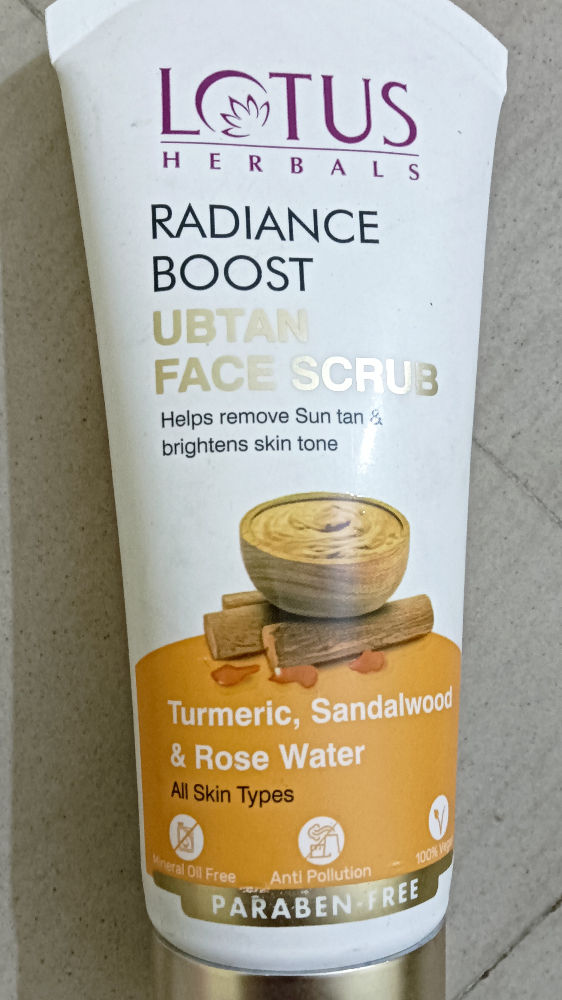 LOTUS
HERBALS
RADIANCE
BOOST
UBTAN
FACE SCRUB
Helps remove Sun tan &
brightens skin tone
Turmeric, Sandalwood
& Rose Water
All Skin Types
Mineral Oil Free
Anti Pollution
100% Vegan
PARABEN-FREE